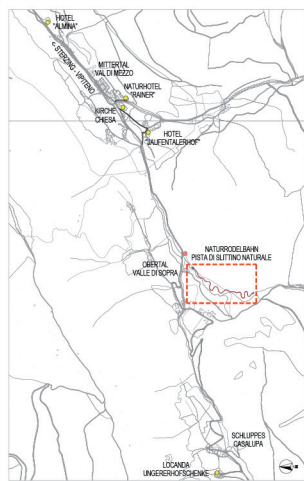 HOTEL
"ALMINA"
< STERZING - VIPITENO
MITTERTAL
VAL DI MEZZO
NATURHOTEL
"RAINER"
KIRCHE
CHIESA
HOTEL
"JAUFENTALERHOF"
NATURRODELBAHN
PISTA DI SLITTINO NATURALE
OBERTAL
VALLE DI SOPRA
SCHLUPPES
CASALUPA
LOCANDA
UNGERERHOFSCHENKE